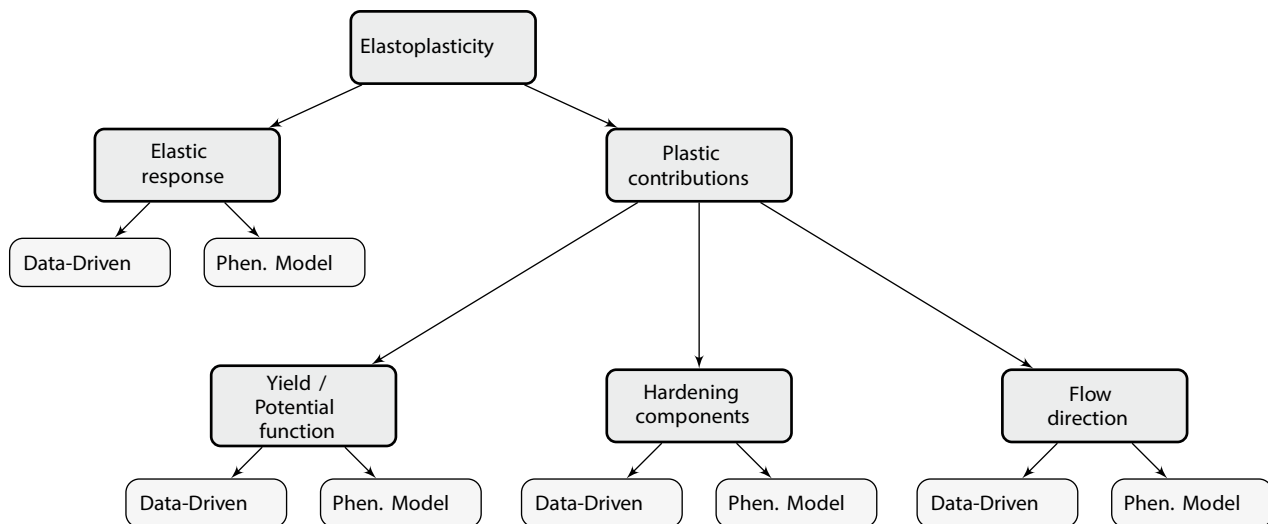 Elastoplasticity
Elastic
response
Plastic
contributions
Data-Driven
Phen. Model
Yield /
Potential
function
Hardening
components
Flow
direction
Data-Driven
Phen. Model
Data-Driven
Phen. Model
Data-Driven
Phen. Model